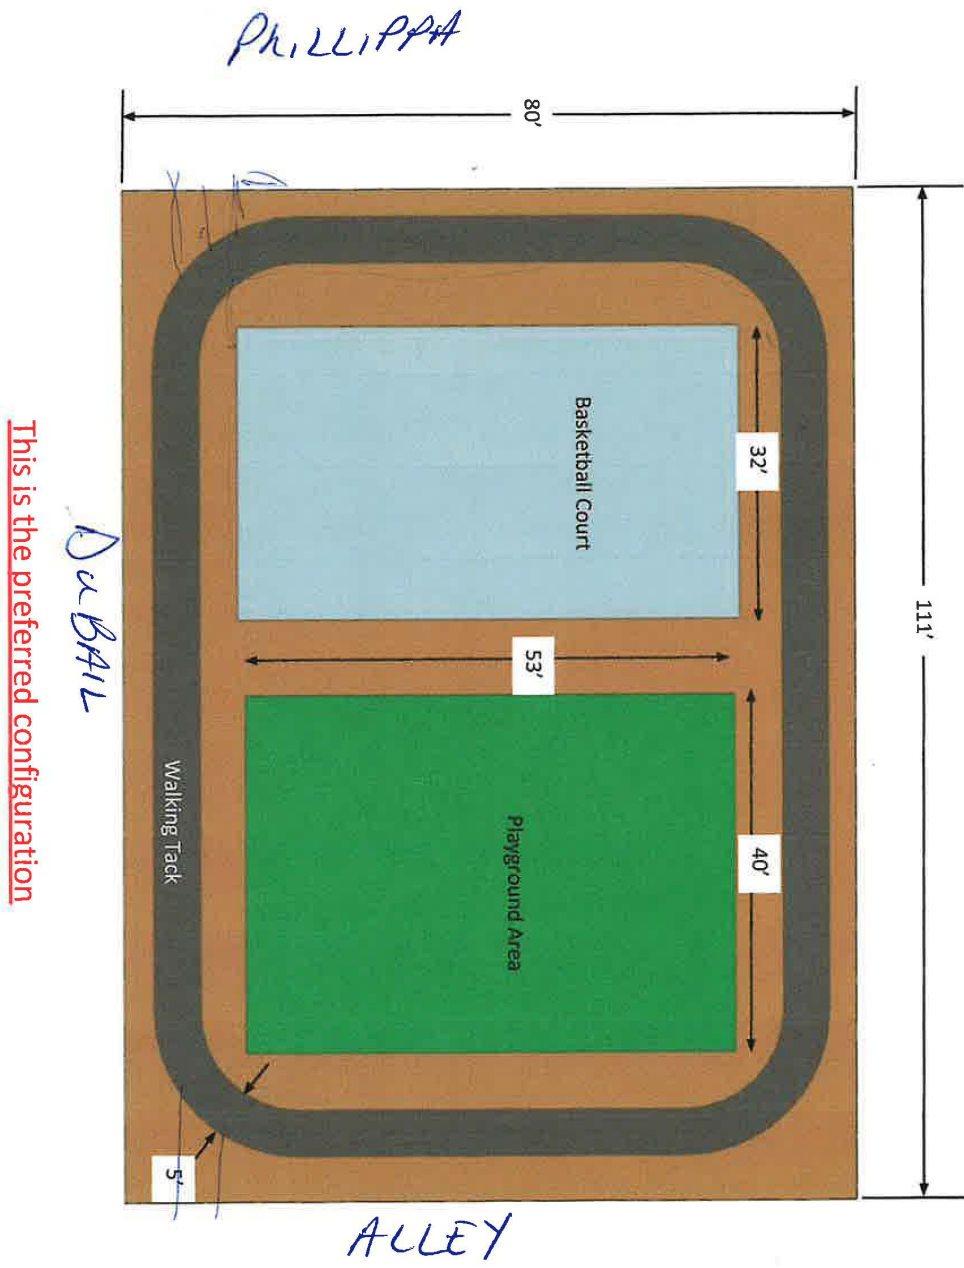 PhILLIPPA
80'
111'
32'
Basketball Court
53'
40'
Playground Area
Walking Tack
5'
DuBAIL
ALLEY
This is the preferred configuration